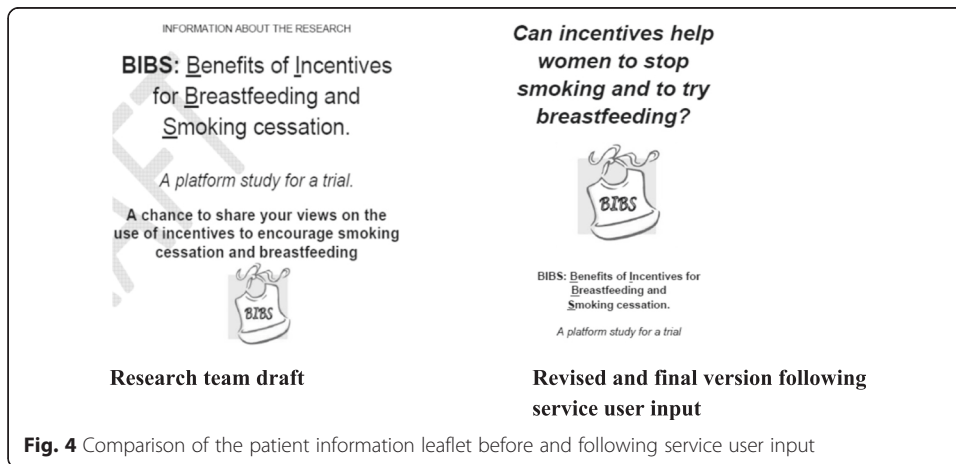 INFORMATION ABOUT THE RESEARCH
BIBS: Benefits of Incentives
for Breastfeeding and
Smoking cessation.
A platform study for a trial.
A chance to share your views on the
use of incentives to encourage smoking
cessation and breastfeeding
BIBS
Research team draft
Can incentives help
women to stop
smoking and to try
breastfeeding?
BIBS
BIBS: Benefits of Incentives for
Breastfeeding and
Smoking cessation.
A platform study for a trial
Revised and final version following
service user input
Fig. 4 Comparison of the patient information leaflet before and following service user input